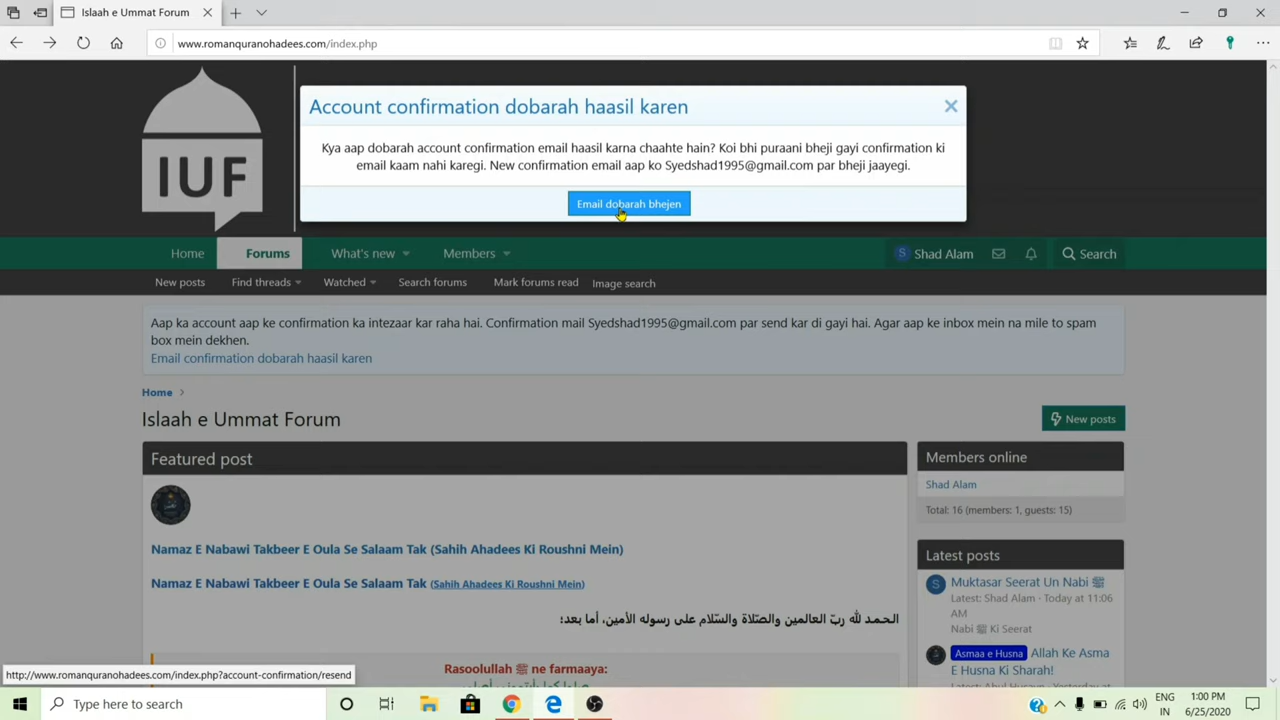 Islaah e Ummat Forum
www.romanquranohadees.com/index.php
IUF
Account confirmation dobarah haasil karen
Kya aap dobarah account confirmation email haasil karna chaahte hain? Koi bhi puraani bheji gayi confirmation ki
email kaam nahi karegi. New confirmation email aap ko Syedshad1995@gmail.com par bheji jaayegi.
Email dobarah bhejen
Home Forums What's new Members S Shad Alam Search
New posts Find threads Watched Search forums Mark forums read Image search
Aap ka account aap ke confirmation ka intezaar kar raha hai. Confirmation mail Syedshad1995@gmail.com par send kar di gayi hai. Agar aap ke inbox mein na mile to spam
box mein dekhen.
Email confirmation dobarah haasil karen
Home
Islaah e Ummat Forum
New posts
Featured post
Namaz E Nabawi Takbeer E Oula Se Salaam Tak (Sahih Ahadees Ki Roushni Mein)
Namaz E Nabawi Takbeer E Oula Se Salaam Tak (Sahih Ahadees Ki Roushni Mein)
الحمد لله ربّ العالمين والصّلاة والسّلام على رسوله الأمين، أما بعد؛
Rasoolullah ﷺ ne farmaaya:
Members online
Shad Alam
Total: 16 (members: 1, guests: 15)
Latest posts
S Muktasar Seerat Un Nabi ﷺ
Latest: Shad Alam · Today at 11:06
AM
Nabi ﷺ Ki Seerat
Asmaa e Husna Allah Ke Asma
E Husna Ki Sharah!
http://www.romanquranohadees.com/index.php?account-confirmation/resend
Type here to search
ENG
IN
1:00 PM
6/25/2020